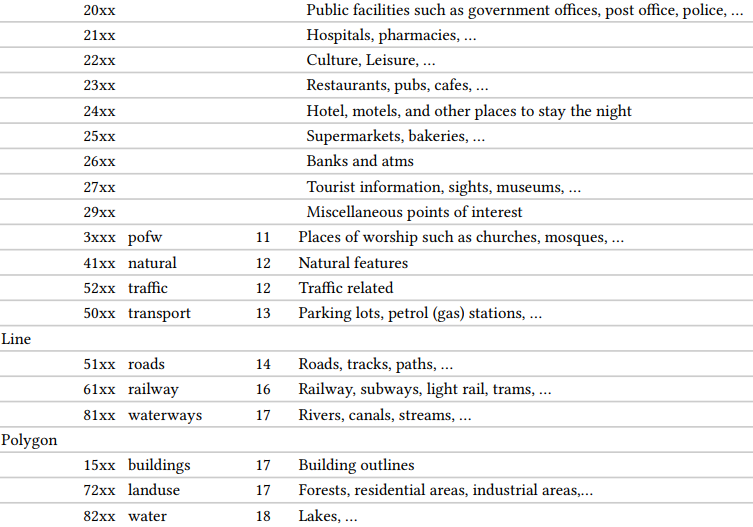 20xx Public facilities such as government offices, post office, police, …
21xx Hospitals, pharmacies, …
22xx Culture, Leisure, …
23xx Restaurants, pubs, cafes, …
24xx Hotel, motels, and other places to stay the night
25xx Supermarkets, bakeries, …
26xx Banks and atms
27xx Tourist information, sights, museums, …
29xx Miscellaneous points of interest
3xxx pofw 11 Places of worship such as churches, mosques, …
41xx natural 12 Natural features
52xx traffic 12 Traffic related
50xx transport 13 Parking lots, petrol (gas) stations, …
Line
51xx roads 14 Roads, tracks, paths, …
61xx railway 16 Railway, subways, light rail, trams, …
81xx waterways 17 Rivers, canals, streams, …
Polygon
15xx buildings 17 Building outlines
72xx landuse 17 Forests, residential areas, industrial areas,…
82xx water 18 Lakes, …